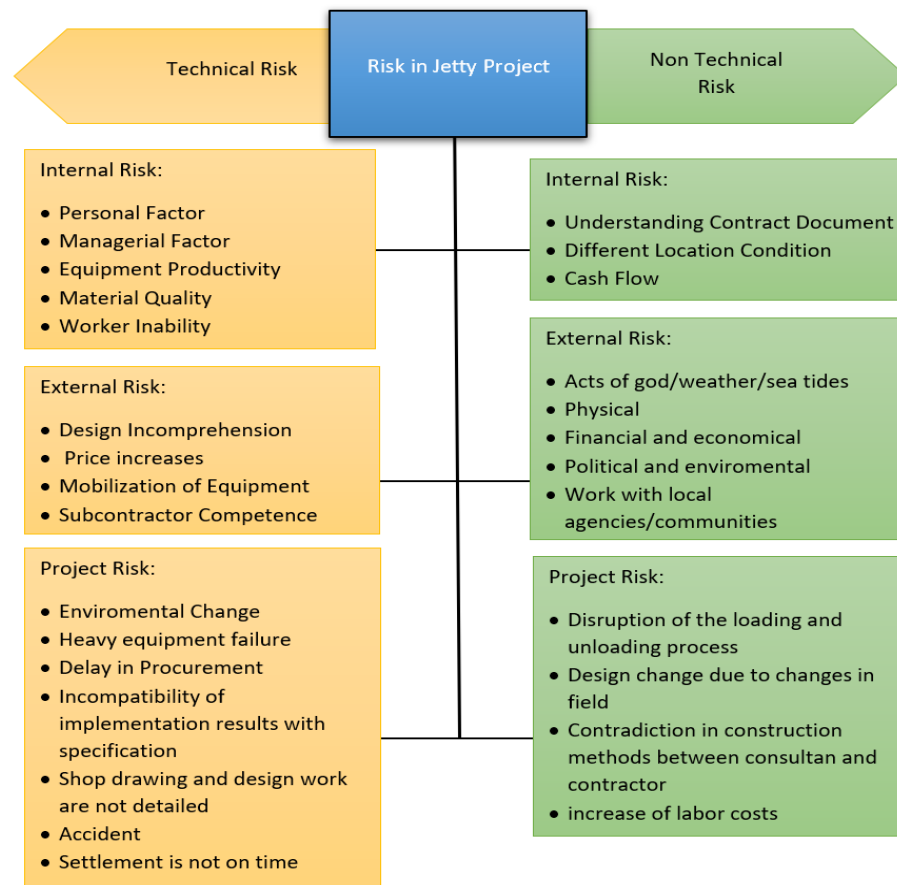 Technical Risk
Risk in Jetty Project
Non Technical
Risk
Internal Risk:
• Personal Factor
• Managerial Factor
• Equipment Productivity
• Material Quality
• Worker Inability
External Risk:
• Design Incomprehension
• Price increases
• Mobilization of Equipment
• Subcontractor Competence
Project Risk:
• Enviromental Change
• Heavy equipment failure
• Delay in Procurement
• Incompatibility of
implementation results with
specification
• Shop drawing and design work
are not detailed
• Accident
• Settlement is not on time
Internal Risk:
• Understanding Contract Document
• Different Location Condition
• Cash Flow
External Risk:
• Acts of god/weather/sea tides
• Physical
• Financial and economical
• Political and enviromental
• Work with local
agencies/communities
Project Risk:
• Disruption of the loading and
unloading process
• Design change due to changes in
field
• Contradiction in construction
methods between consultan and
contractor
• increase of labor costs